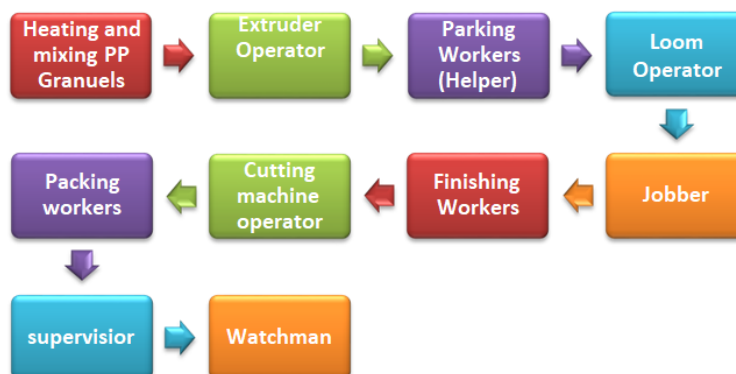 Heating and
mixing PP
Granuels
Extruder
Operator
Parking
Workers
(Helper)
Loom
Operator
Jobber
Finishing
Workers
Cutting
machine
operator
Packing
workers
supervisior
Watchman